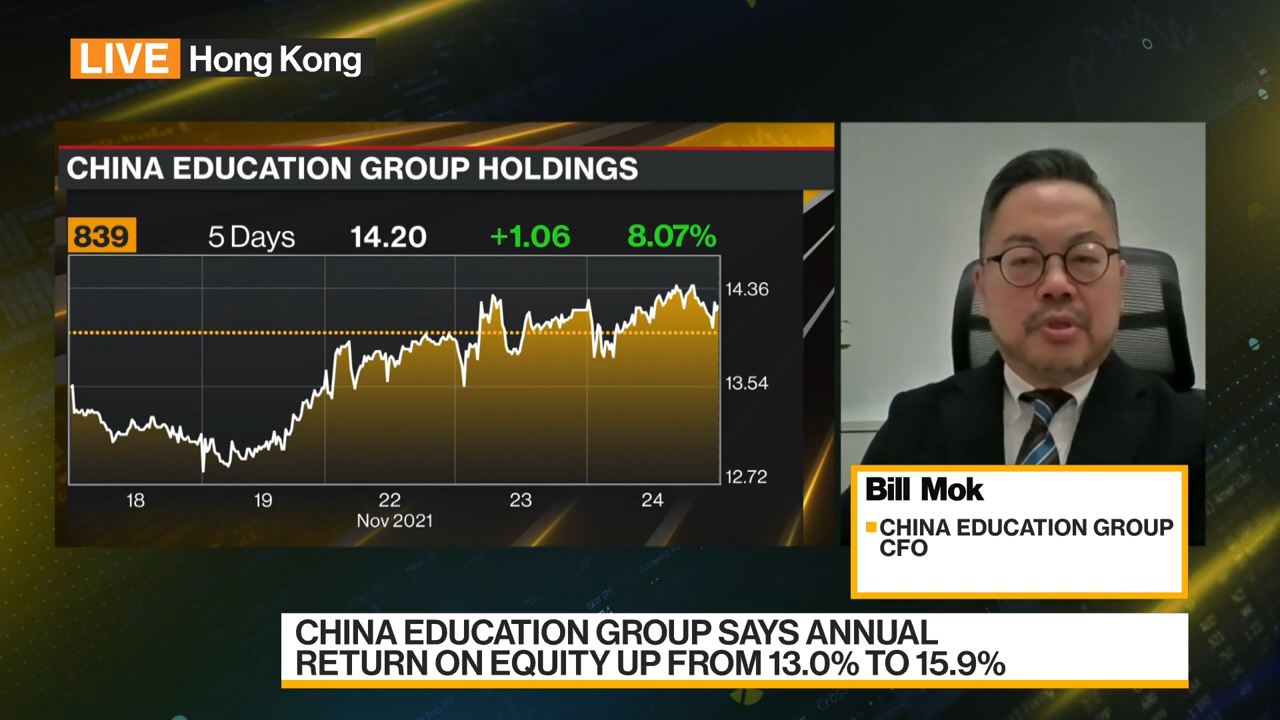 LIVE Hong Kong
CHINA EDUCATION GROUP HOLDINGS
839 5 Days 14.20 +1.06 8.07%
14.36
13.54
12.72
18 19 22 23 24
Nov 2021
Bill Mok
CHINA EDUCATION GROUP
CFO
CHINA EDUCATION GROUP SAYS ANNUAL
RETURN ON EQUITY UP FROM 13.0% TO 15.9%